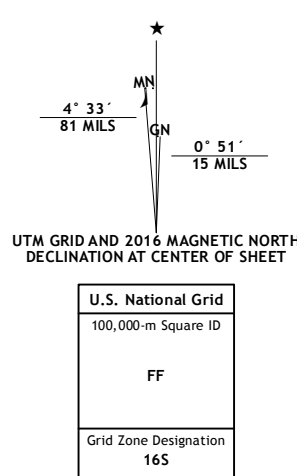 ★
MN
4° 33´
81 MILS
GN
0° 51´
15 MILS
UTM GRID AND 2016 MAGNETIC NORTH
DECLINATION AT CENTER OF SHEET
U.S. National Grid
100,000-m Square ID
FF
Grid Zone Designation
16S